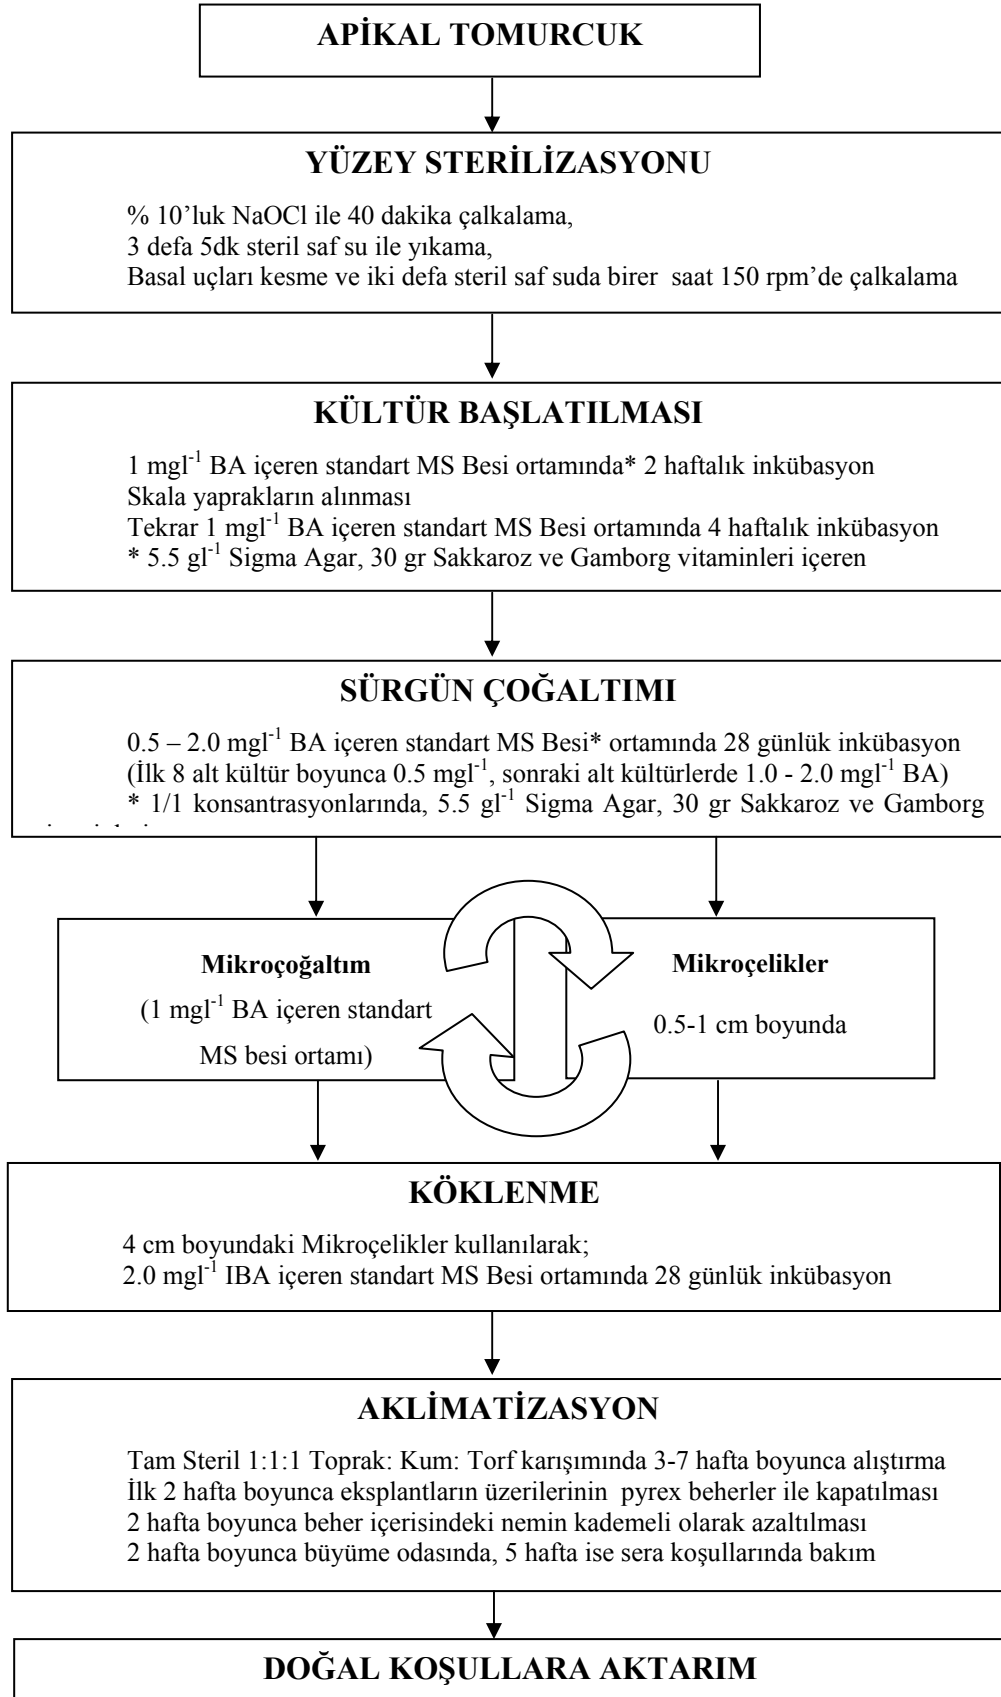 APİKAL TOMURCUK
YÜZEY STERİLİZASYONU
% 10’luk NaOCl ile 40 dakika çalkalama,
3 defa 5dk steril saf su ile yıkama,
Basal uçları kesme ve iki defa steril saf suda birer saat 150 rpm’de çalkalama
KÜLTÜR BAŞLATILMASI
1 mgl⁻¹ BA içeren standart MS Besi ortamında* 2 haftalık inkübasyon
Skala yaprakların alınması
Tekrar 1 mgl⁻¹ BA içeren standart MS Besi ortamında 4 haftalık inkübasyon
* 5.5 gl⁻¹ Sigma Agar, 30 gr Sakkaroz ve Gamborg vitaminleri içeren
SÜRGÜN ÇOĞALTIMI
0.5 – 2.0 mgl⁻¹ BA içeren standart MS Besi* ortamında 28 günlük inkübasyon
(İlk 8 alt kültür boyunca 0.5 mgl⁻¹, sonraki alt kültürlerde 1.0 - 2.0 mgl⁻¹ BA)
* 1/1 konsantrasyonlarında, 5.5 gl⁻¹ Sigma Agar, 30 gr Sakkaroz ve Gamborg
Mikroçoğaltım
(1 mgl⁻¹ BA içeren standart
MS besi ortamı)
Mikroçelikler
0.5-1 cm boyunda
KÖKLENME
4 cm boyundaki Mikroçelikler kullanılarak;
2.0 mgl⁻¹ IBA içeren standart MS Besi ortamında 28 günlük inkübasyon
AKLİMATİZASYON
Tam Steril 1:1:1 Toprak: Kum: Torf karışımında 3-7 hafta boyunca alıştırma
İlk 2 hafta boyunca eksplantların üzerilerinin pyrex beherler ile kapatılması
2 hafta boyunca beher içerisindeki nemin kademeli olarak azaltılması
2 hafta boyunca büyüme odasında, 5 hafta ise sera koşullarında bakım
DOĞAL KOŞULLARA AKTARIM